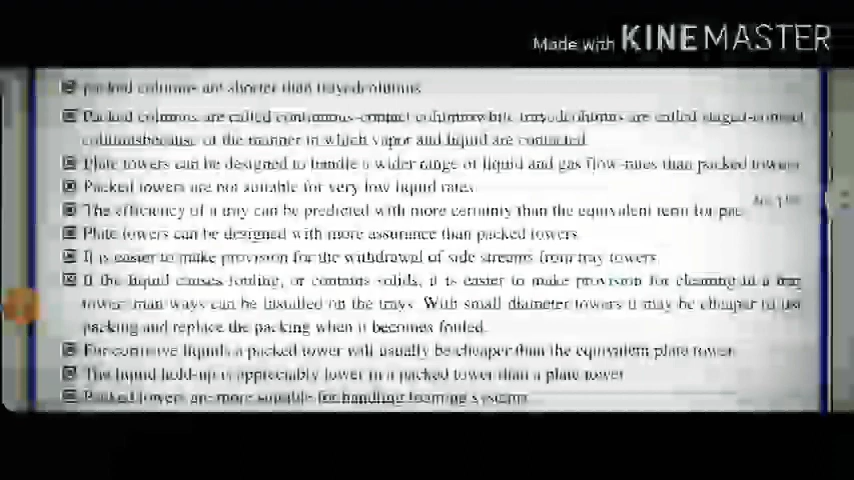 Made with KINEMASTER
packed columns are shorter than trayedcolumns
Packed columns are called continuous-contact columnswhile trayedcolumns are called staged-contact
columnsbecause of the manner in which vapor and liquid are contacted
Plate towers can be designed to handle a wider range of liquid and gas flow-rates than packed towers
Packed towers are not suitable for very low liquid rates
The efficiency of a tray can be predicted with more certainty than the equivalent term for pac
Plate towers can be designed with more assurance than packed towers
It is easier to make provision for the withdrawal of side streams from tray towers
If the liquid causes fouling, or contains solids, it is easier to make provision for cleaning in a tray
tower man ways can be installed on the trays. With small diameter towers it may be cheaper to use
packing and replace the packing when it becomes fouled.
For corrosive liquids a packed tower will usually be cheaper than the equivalent plate tower
The liquid hold-up is appreciably lower in a packed tower than a plate tower
Packed towers are more suitable for handling foaming systems